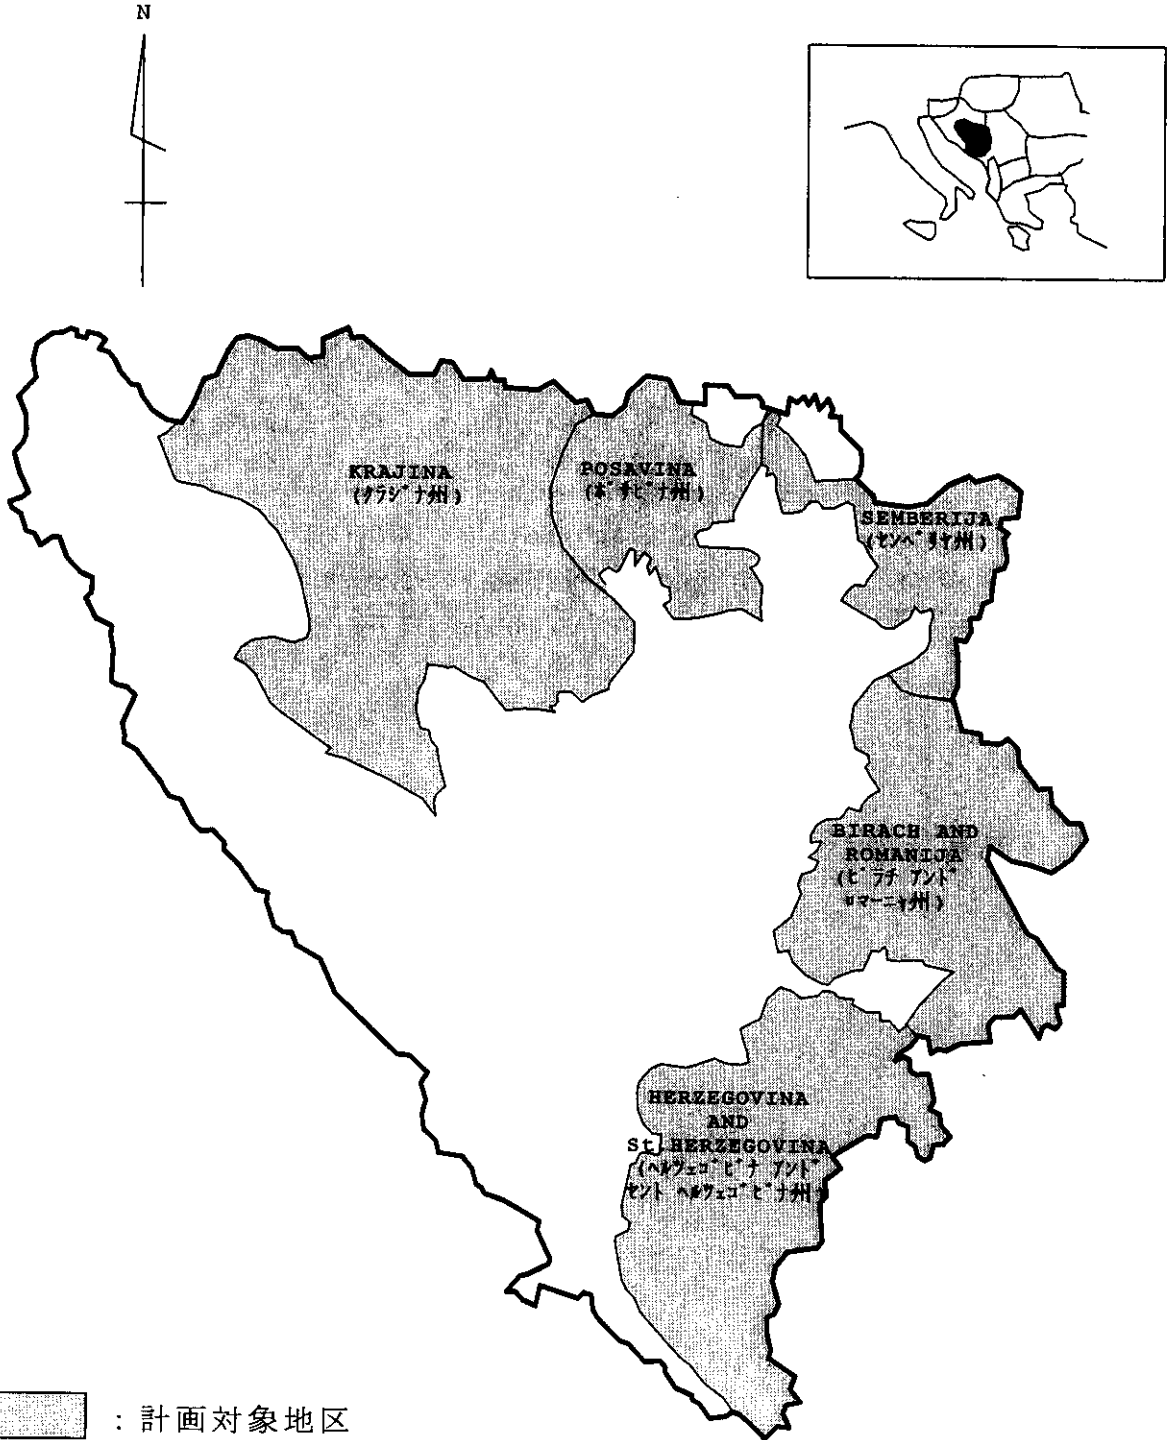 N
KRAJINA
(クラジナ州)
POSAVINA
(ポサビナ州)
SEMBERIJA
(センベリヤ州)
BIRACH AND
ROMANIJA
(ビラチ アンド
ロマーニャ州)
HERZEGOVINA
AND
St.HERZEGOVINA
(ヘルツェゴビナ アンド
セント ヘルツェゴビナ州)
:計画対象地区